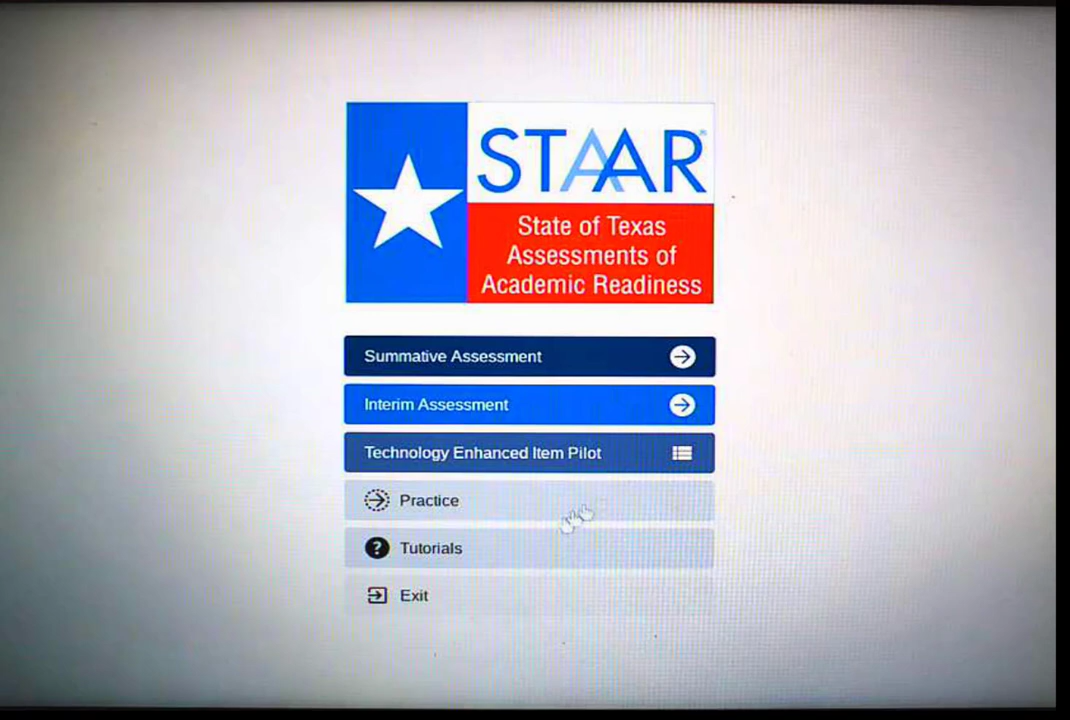 STAAR®
State of Texas
Assessments of
Academic Readiness
Summative Assessment
Interim Assessment
Technology Enhanced Item Pilot
Practice
? Tutorials
Exit